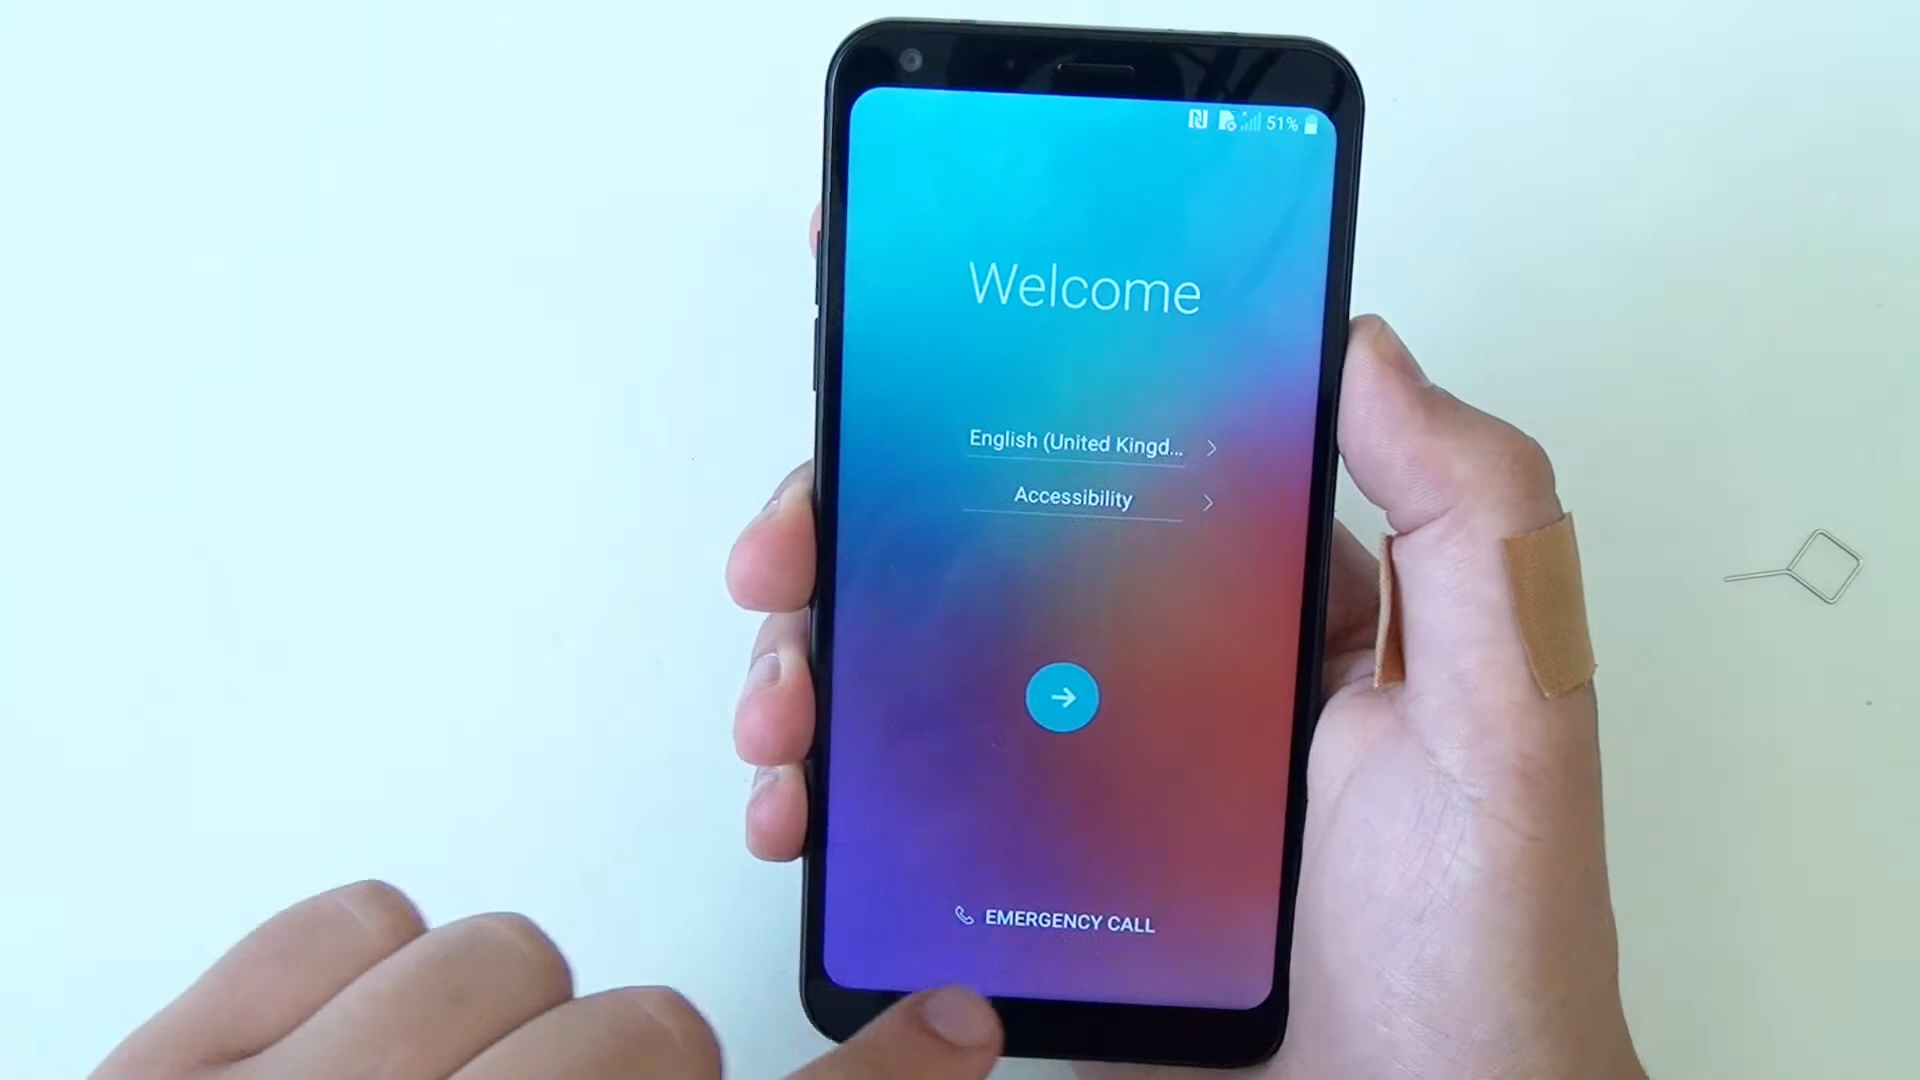 51%
Welcome
English (United Kingd...
Accessibility
EMERGENCY CALL